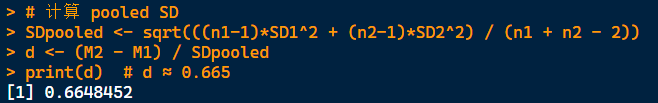 > # 计算 pooled SD
> SDpooled <- sqrt(((n1-1)*SD1^2 + (n2-1)*SD2^2) / (n1 + n2 - 2))
> d <- (M2 - M1) / SDpooled
> print(d)  # d ≈ 0.665
[1] 0.6648452